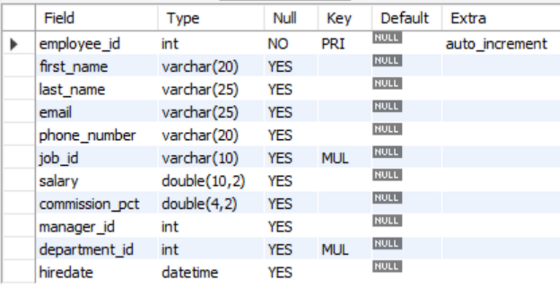 Field Type Null Key Default Extra
employee_id int NO PRI NULL auto_increment
first_name varchar(20) YES NULL
last_name varchar(25) YES NULL
email varchar(25) YES NULL
phone_number varchar(20) YES NULL
job_id varchar(10) YES MUL NULL
salary double(10,2) YES NULL
commission_pct double(4,2) YES NULL
manager_id int YES NULL
department_id int YES MUL NULL
hiredate datetime YES NULL